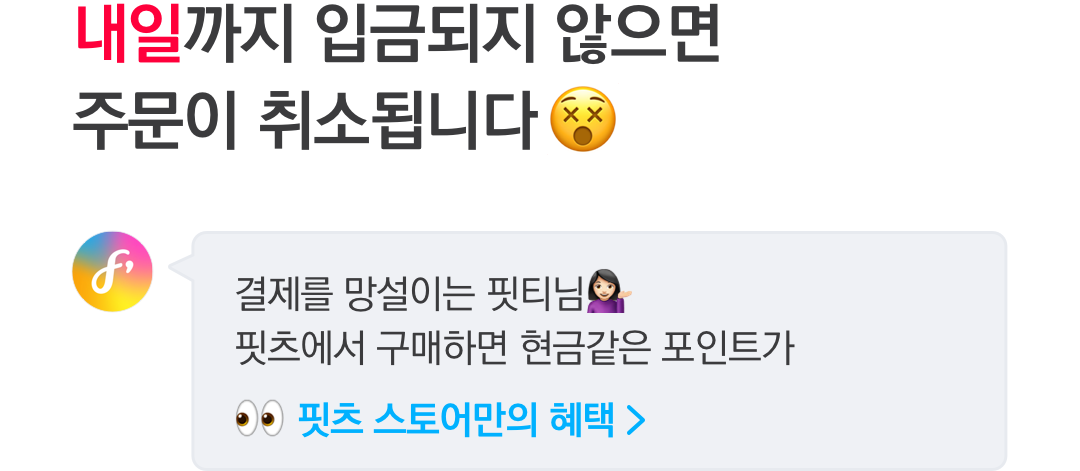 내일까지 입금되지 않으면
주문이 취소됩니다😵
결제를 망설이는 핏티님💁🏻‍♀️
핏츠에서 구매하면 현금같은 포인트가
👀 핏츠 스토어만의 혜택 >